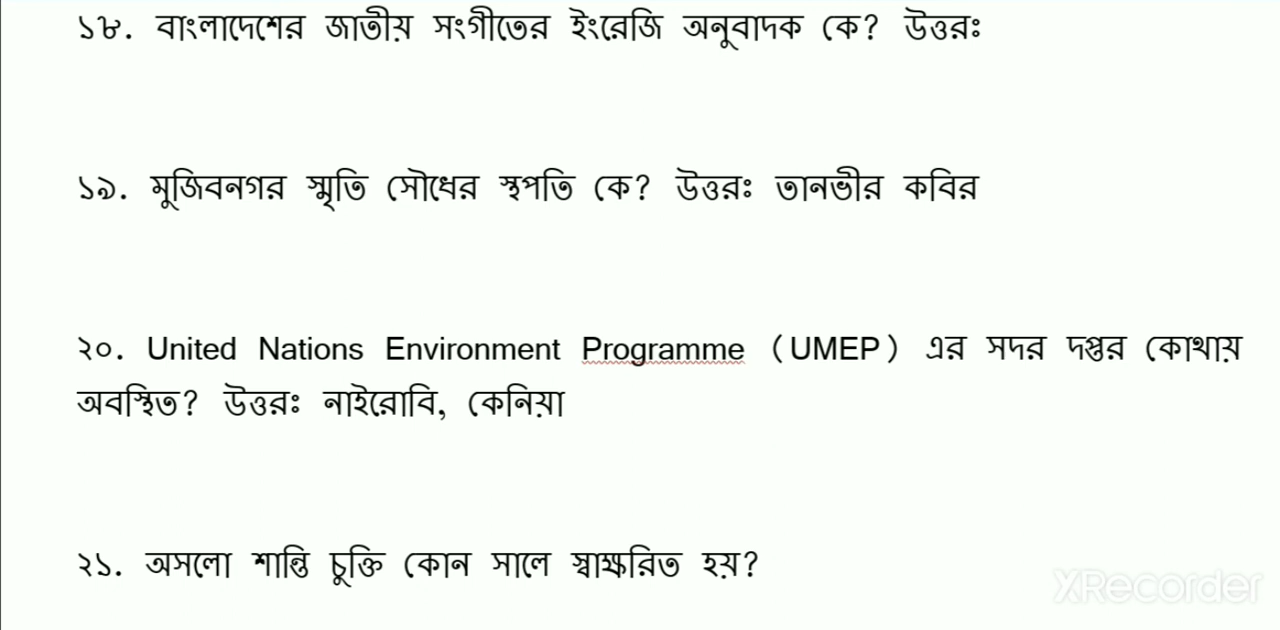 ১৮. বাংলাদেশের জাতীয় সংগীতের ইংরেজি অনুবাদক কে? উত্তরঃ
১৯. মুজিবনগর স্মৃতি সৌধের স্থপতি কে? উত্তরঃ তানভীর কবির
২০. United Nations Environment Programme (UMEP) এর সদর দপ্তর কোথায়
অবস্থিত? উত্তরঃ নাইরোবি, কেনিয়া
২১. অসলো শান্তি চুক্তি কোন সালে স্বাক্ষরিত হয়?
XRecorder